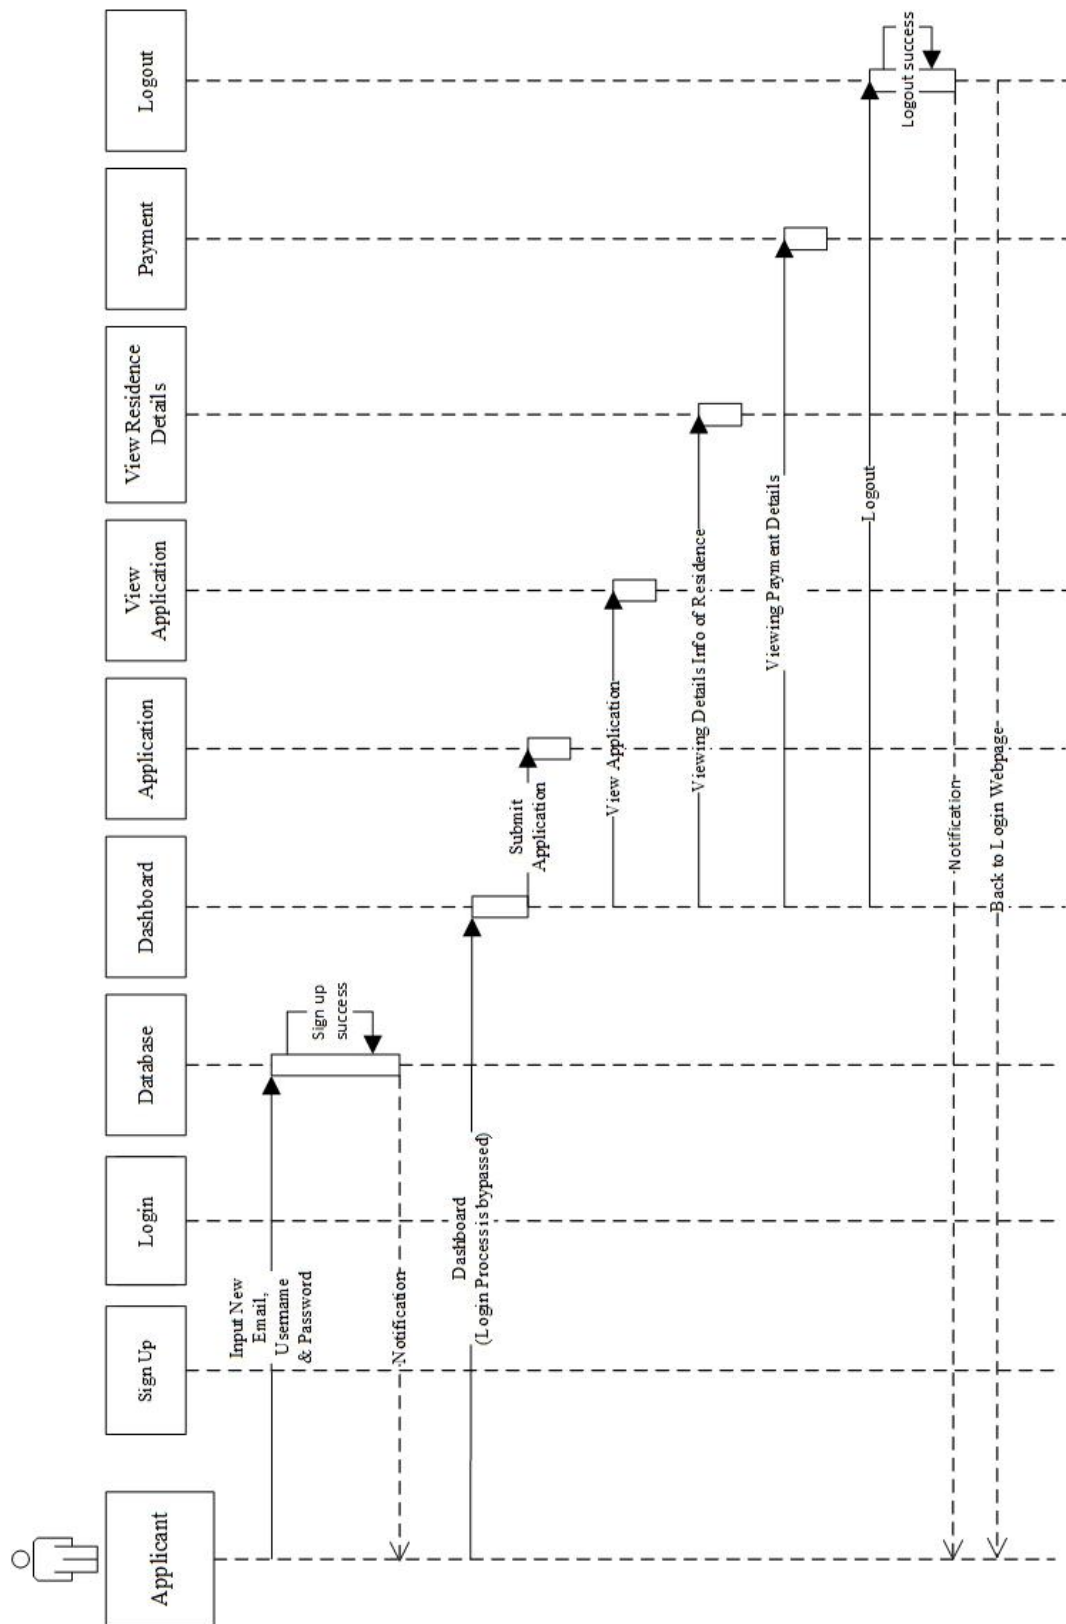 Applicant
Sign Up
Login
Database
Dashboard
Application
View
Application
View Residence
Details
Payment
Logout
Input New
Email,
Username
& Password
Sign up
success
Notification
Dashboard
(Login Process is bypassed)
Submit
Application
View Application
Viewing Details Info of Residence
Viewing Payment Details
Logout
Logout success
Notification
Back to Login Webpage